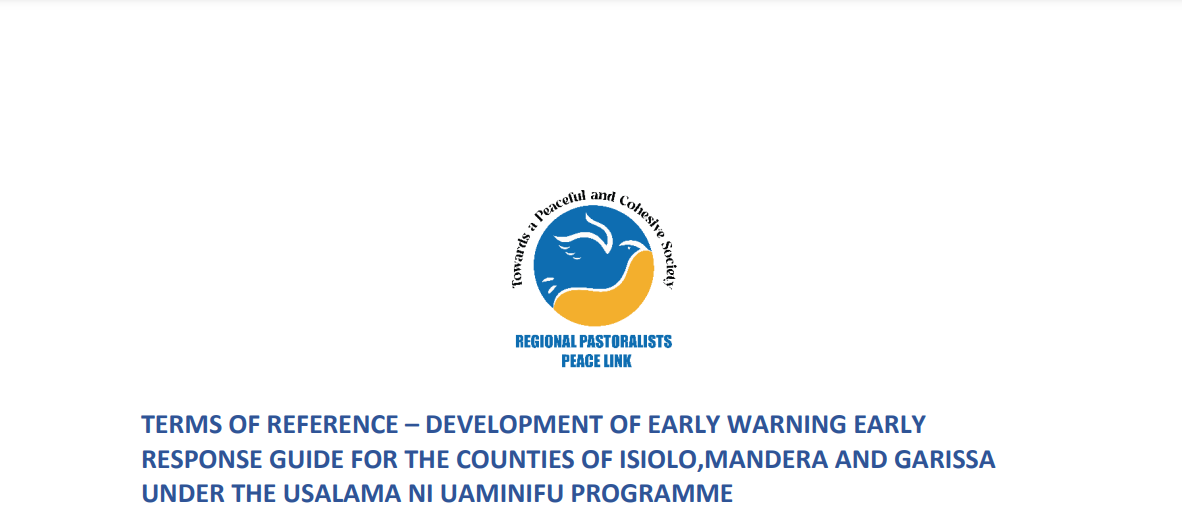 Towards a Peaceful and Cohesive Society
REGIONAL PASTORALISTS
PEACE LINK
TERMS OF REFERENCE – DEVELOPMENT OF EARLY WARNING EARLY
RESPONSE GUIDE FOR THE COUNTIES OF ISIOLO,MANDERA AND GARISSA
UNDER THE USALAMA NI UAMINIFU PROGRAMME